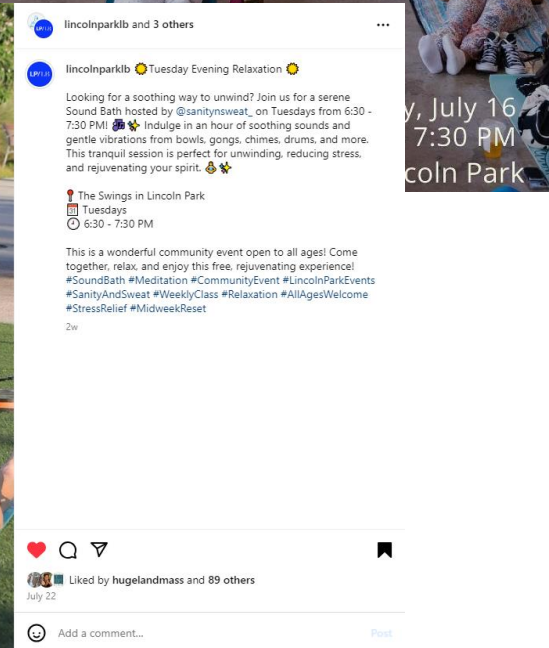 lincolnparklb and 3 others
LP/LB
lincolnparklb 🌞Tuesday Evening Relaxation 🌞
Looking for a soothing way to unwind? Join us for a serene
Sound Bath hosted by @sanitynsweat_ on Tuesdays from 6:30 -
7:30 PM! 🎶✨ Indulge in an hour of soothing sounds and
gentle vibrations from bowls, gongs, chimes, drums, and more.
This tranquil session is perfect for unwinding, reducing stress,
and rejuvenating your spirit. 🧘✨
📍 The Swings in Lincoln Park
📅 Tuesdays
🕡 6:30 - 7:30 PM
This is a wonderful community event open to all ages! Come
together, relax, and enjoy this free, rejuvenating experience!
#SoundBath #Meditation #CommunityEvent #LincolnParkEvents
#SanityAndSweat #WeeklyClass #Relaxation #AllAgesWelcome
#StressRelief #MidweekReset
2w
Liked by hugelandmass and 89 others
July 22
Add a comment...
Post
y, July 16
7:30 PM
coln Park